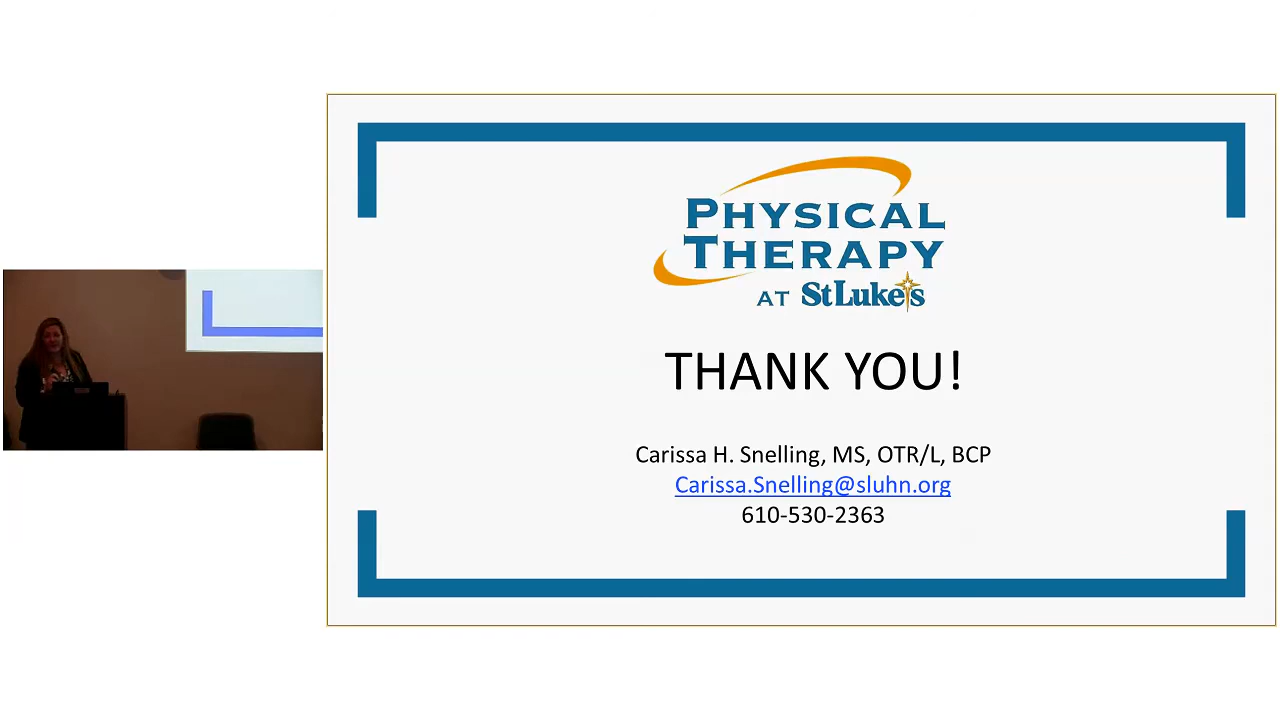 PHYSICAL
THERAPY
AT StLuke's
THANK YOU!
Carissa H. Snelling, MS, OTR/L, BCP
Carissa.Snelling@sluhn.org
610-530-2363